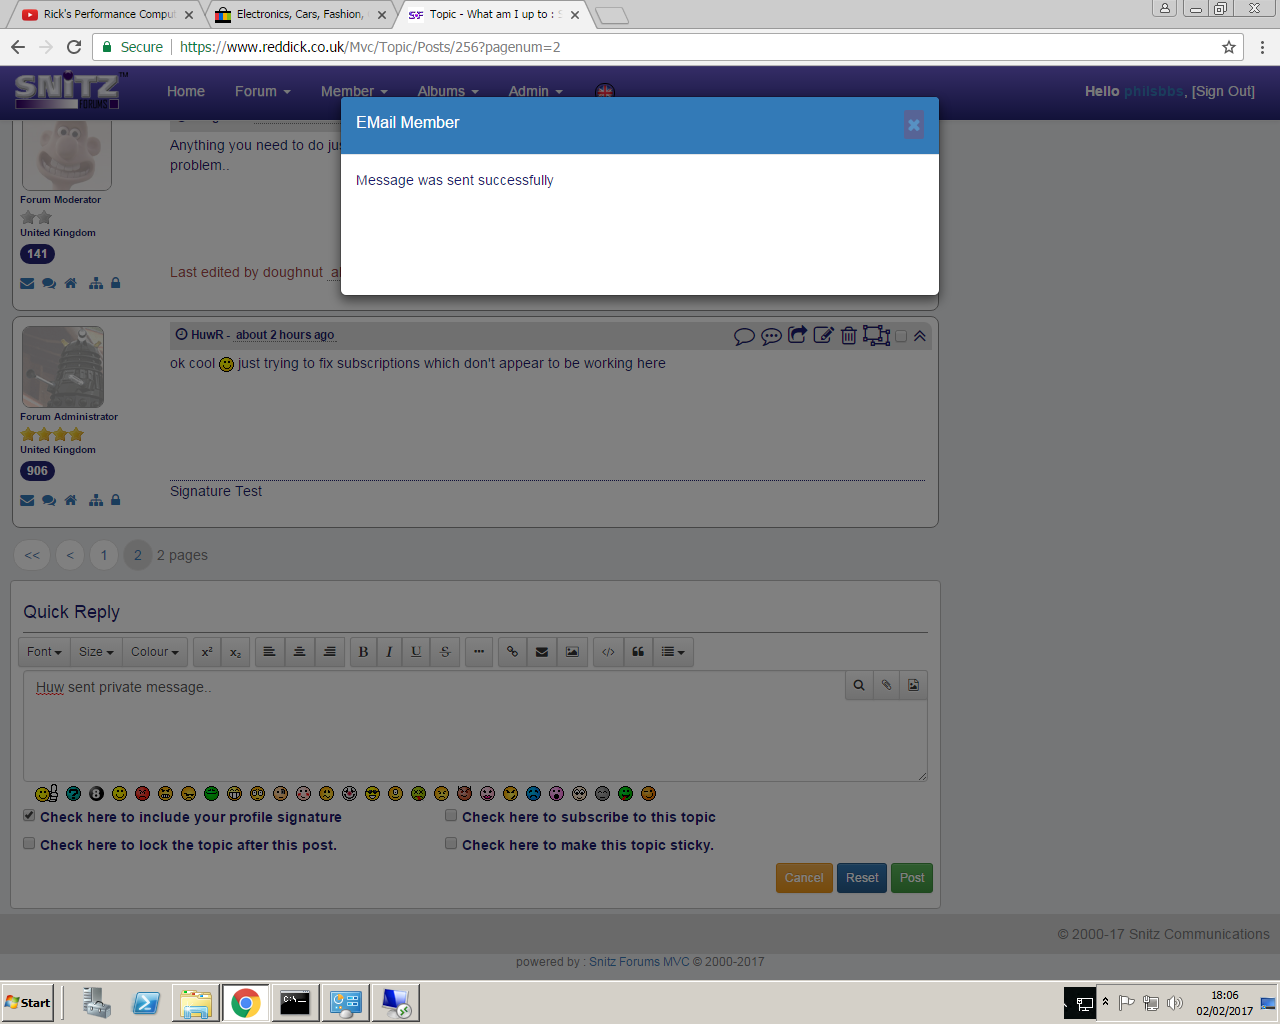 Rick's Performance Comput
Electronics, Cars, Fashion,
Topic - What am I up to :
Secure https://www.reddick.co.uk/Mvc/Topic/Posts/256?pagenum=2
SNiTZ™
FORUMS
Home Forum Member Albums Admin
Hello philsbbs, [Sign Out]
EMail Member
Message was sent successfully
Anything you need to do jus
problem..
Forum Moderator
United Kingdom
141
Last edited by doughnut
HuwR - about 2 hours ago
ok cool just trying to fix subscriptions which don't appear to be working here
Forum Administrator
United Kingdom
906
Signature Test
<< < 1 2 2 pages
Quick Reply
Font Size Colour x² x₂ B I U S
Huw sent private message..
Check here to include your profile signature
Check here to subscribe to this topic
Check here to lock the topic after this post.
Check here to make this topic sticky.
Cancel Reset Post
© 2000-17 Snitz Communications
powered by : Snitz Forums MVC © 2000-2017
Start
18:06
02/02/2017